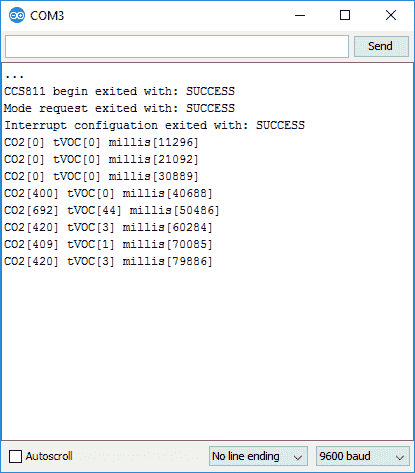 COM3
Send
...
CCS811 begin exited with: SUCCESS
Mode request exited with: SUCCESS
Interrupt configuation exited with: SUCCESS
CO2[0] tVOC[0] millis[11296]
CO2[0] tVOC[0] millis[21092]
CO2[0] tVOC[0] millis[30889]
CO2[400] tVOC[0] millis[40688]
CO2[692] tVOC[44] millis[50486]
CO2[420] tVOC[3] millis[60284]
CO2[409] tVOC[1] millis[70085]
CO2[420] tVOC[3] millis[79886]
Autoscroll No line ending 9600 baud